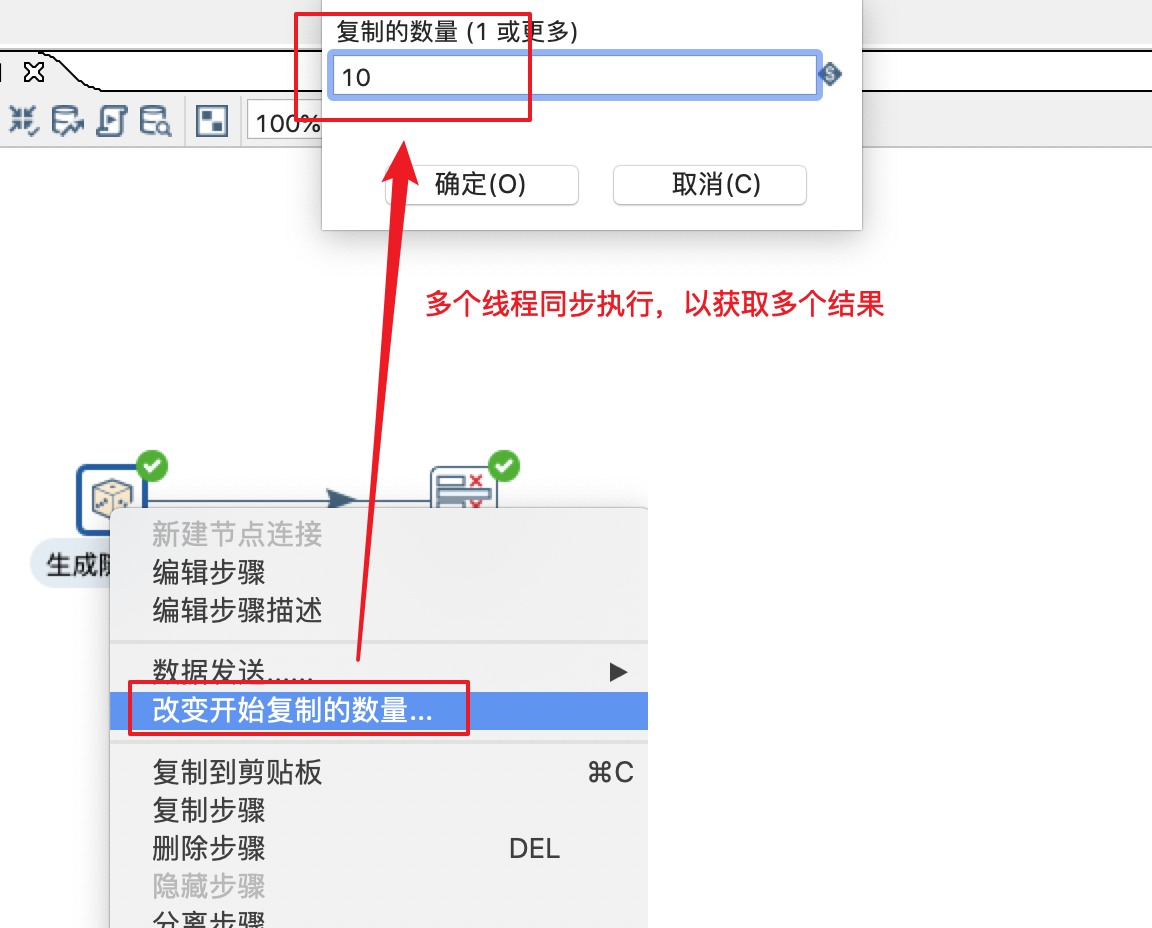 复制的数量 (1 或更多)
10
100%
确定(O)
取消(C)
多个线程同步执行，以获取多个结果
生成
新建节点连接
编辑步骤
编辑步骤描述
数据发送......
改变开始复制的数量...
复制到剪贴板 ⌘C
复制步骤
删除步骤 DEL
隐藏步骤
分离步骤